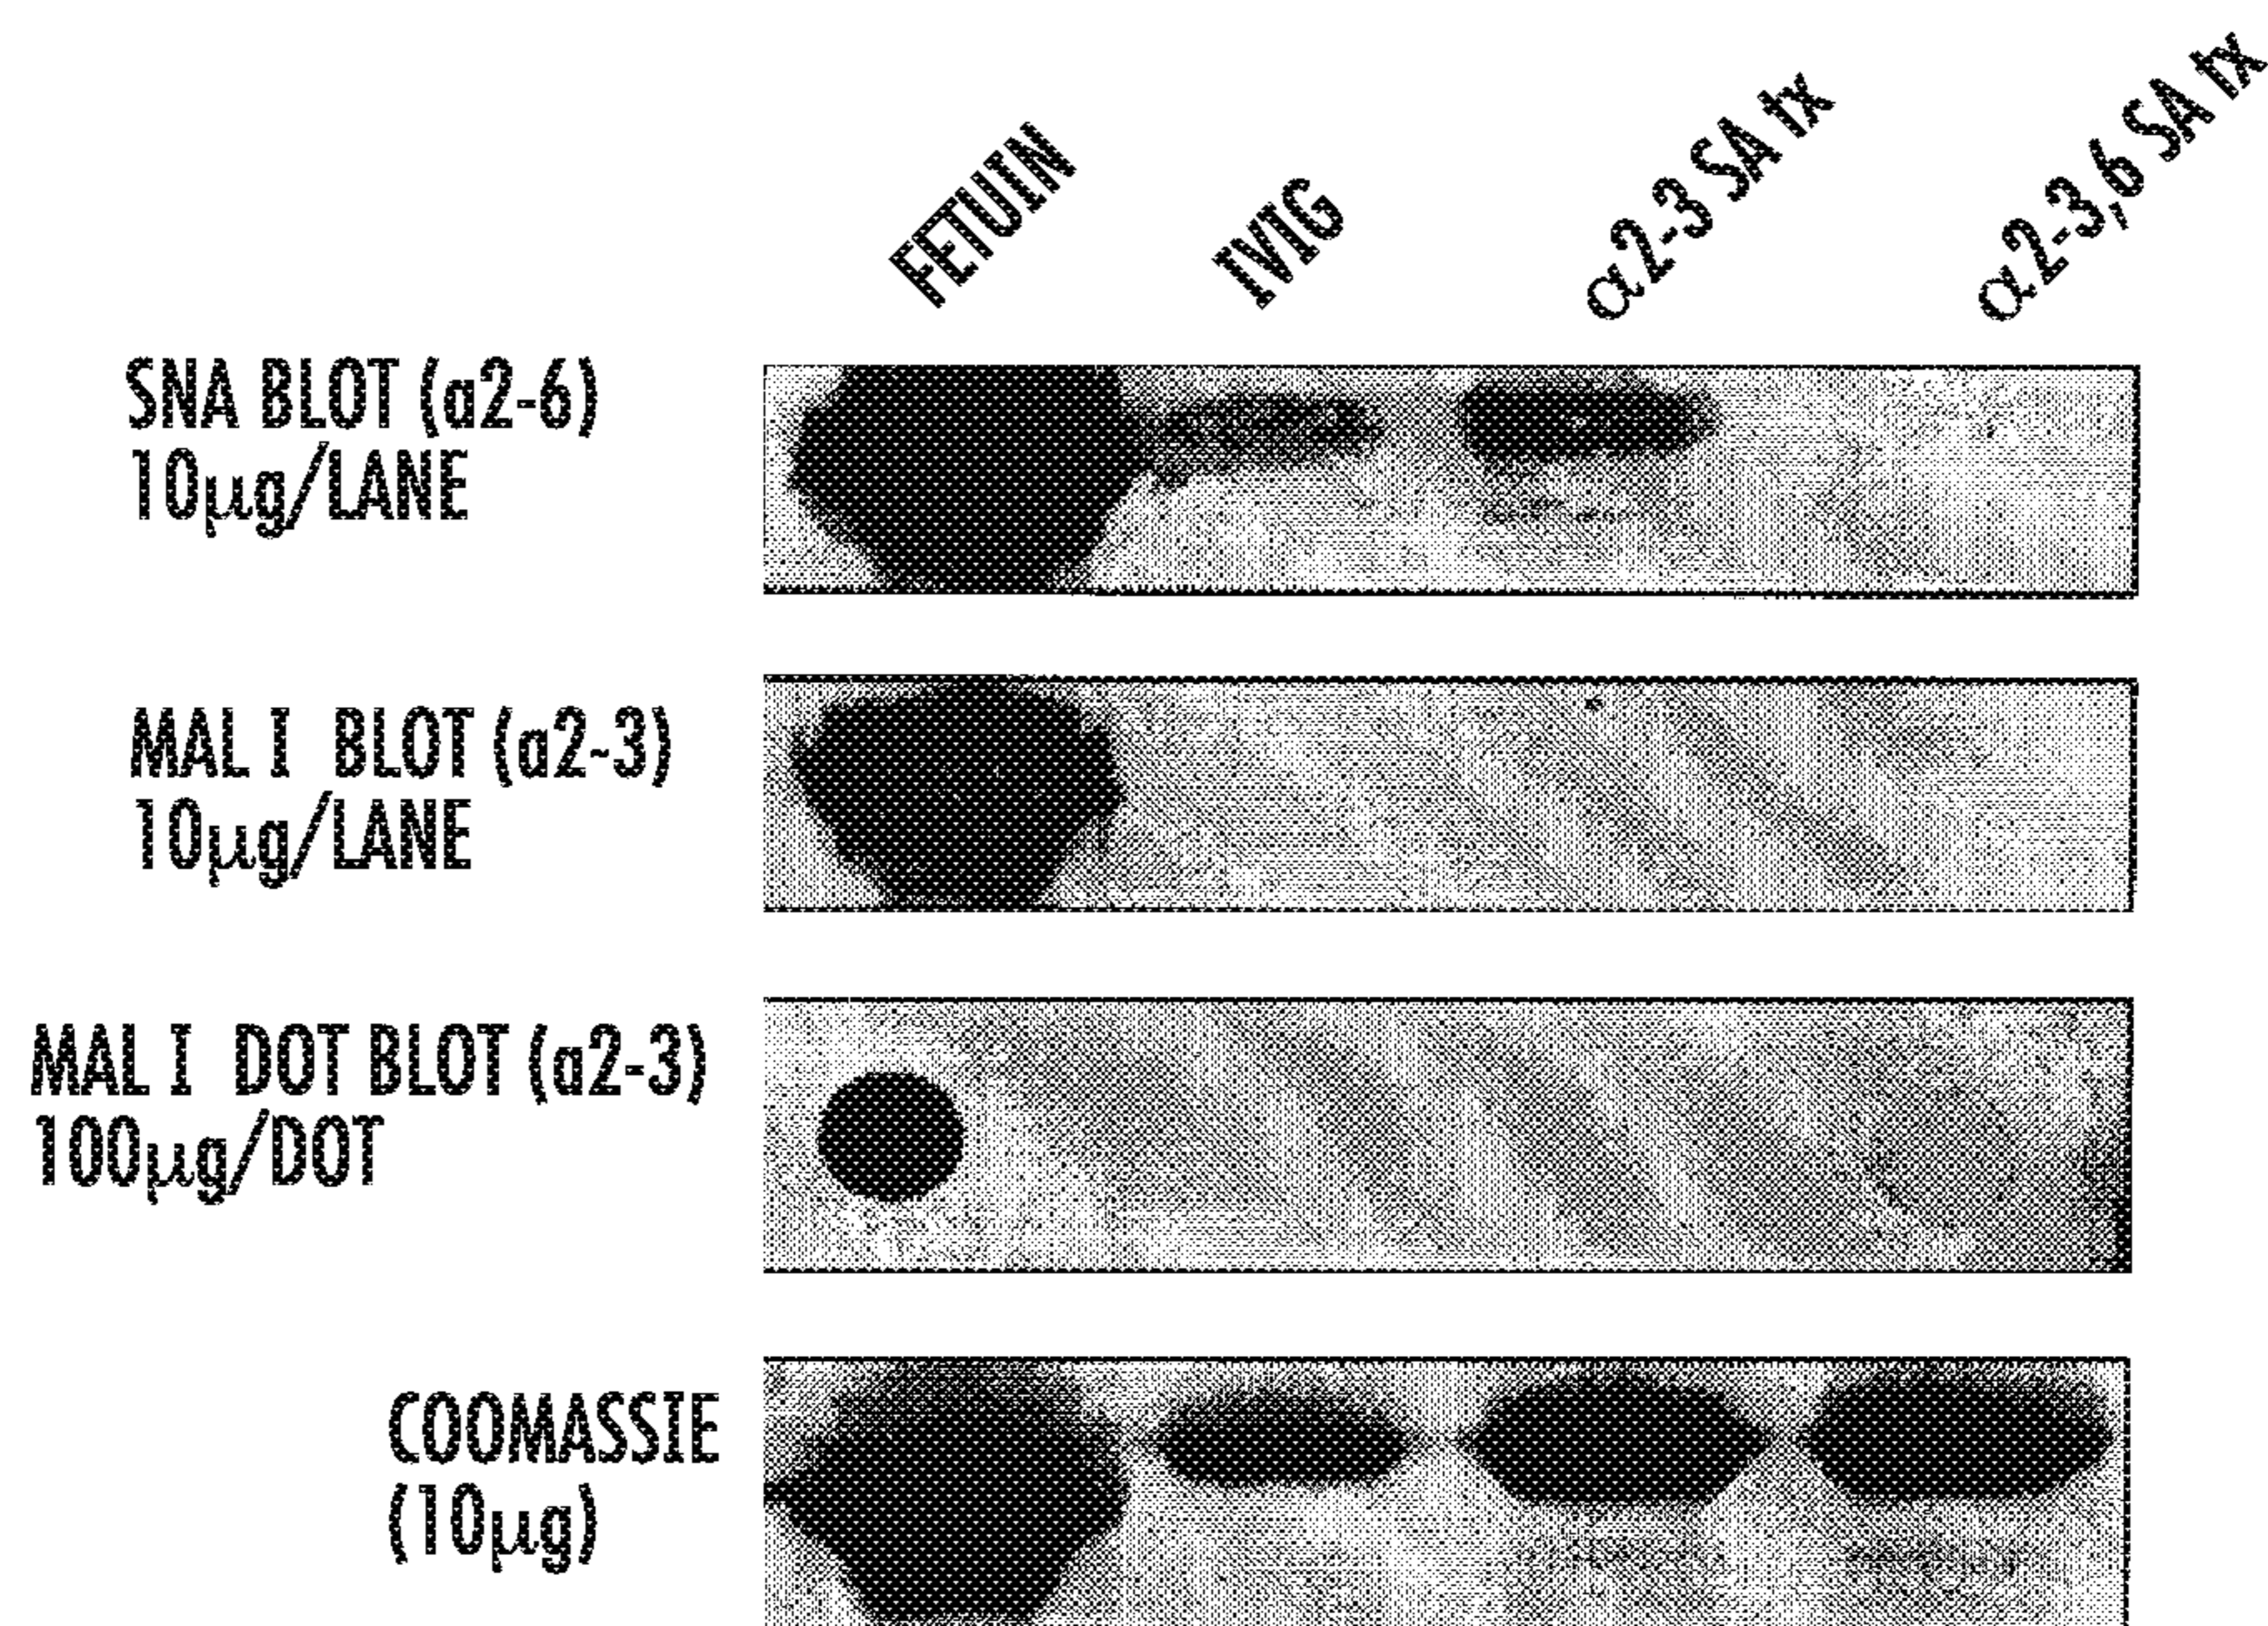 FETUIN
IVIG
α2-3 SA tx
α2-3,6 SA tx
SNA BLOT (α2-6)
10μg/LANE
MAL I BLOT (α2-3)
10μg/LANE
MAL I DOT BLOT (α2-3)
100μg/DOT
COOMASSIE
(10μg)